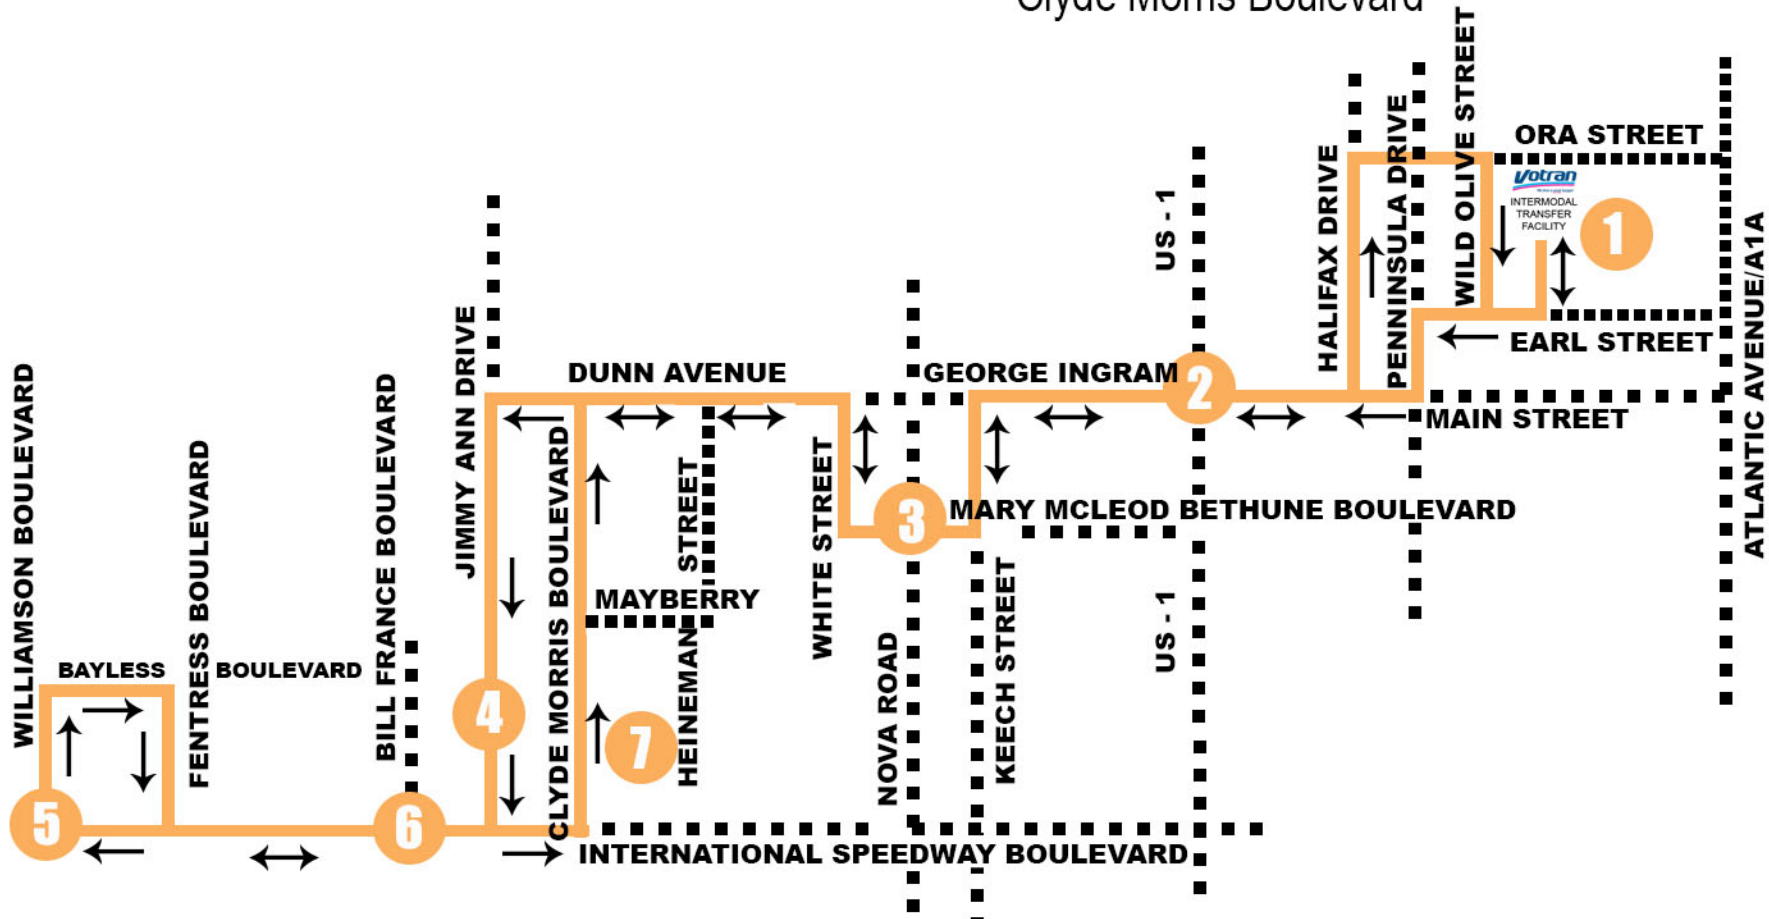 Clyde Morris Boulevard
WILD OLIVE STREET
ORA STREET
PENNINSULA DRIVE
HALIFAX DRIVE
US - 1
Votran
INTERMODAL
TRANSFER
FACILITY
1
ATLANTIC AVENUE/A1A
EARL STREET
JIMMY ANN DRIVE
DUNN AVENUE
GEORGE INGRAM
2
MAIN STREET
WILLIAMSON BOULEVARD
BILL FRANCE BOULEVARD
FENTRESS BOULEVARD
CLYDE MORRIS BOULEVARD
HEINEMAN STREET
WHITE STREET
3
MARY MCLEOD BETHUNE BOULEVARD
MAYBERRY
NOVA ROAD
KEECH STREET
US - 1
BAYLESS BOULEVARD
4
7
5
6
INTERNATIONAL SPEEDWAY BOULEVARD